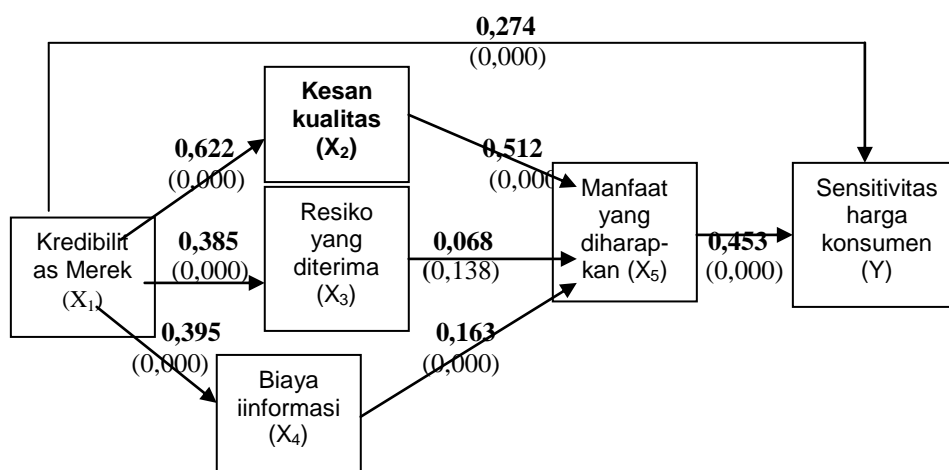 0,274
(0,000)
Kesan
kualitas
(X₂)
0,622
(0,000)
0,512
(0,000
Manfaat
yang
diharap-
kan (X₅)
Sensitivitas
harga
konsumen
(Y)
Resiko
yang
diterima
(X₃)
Kredibilit
as Merek
(X₁)
0,385
(0,000)
0,068
(0,138)
0,453
(0,000)
0,395
(0,000)
0,163
(0,000)
Biaya
iinformasi
(X₄)